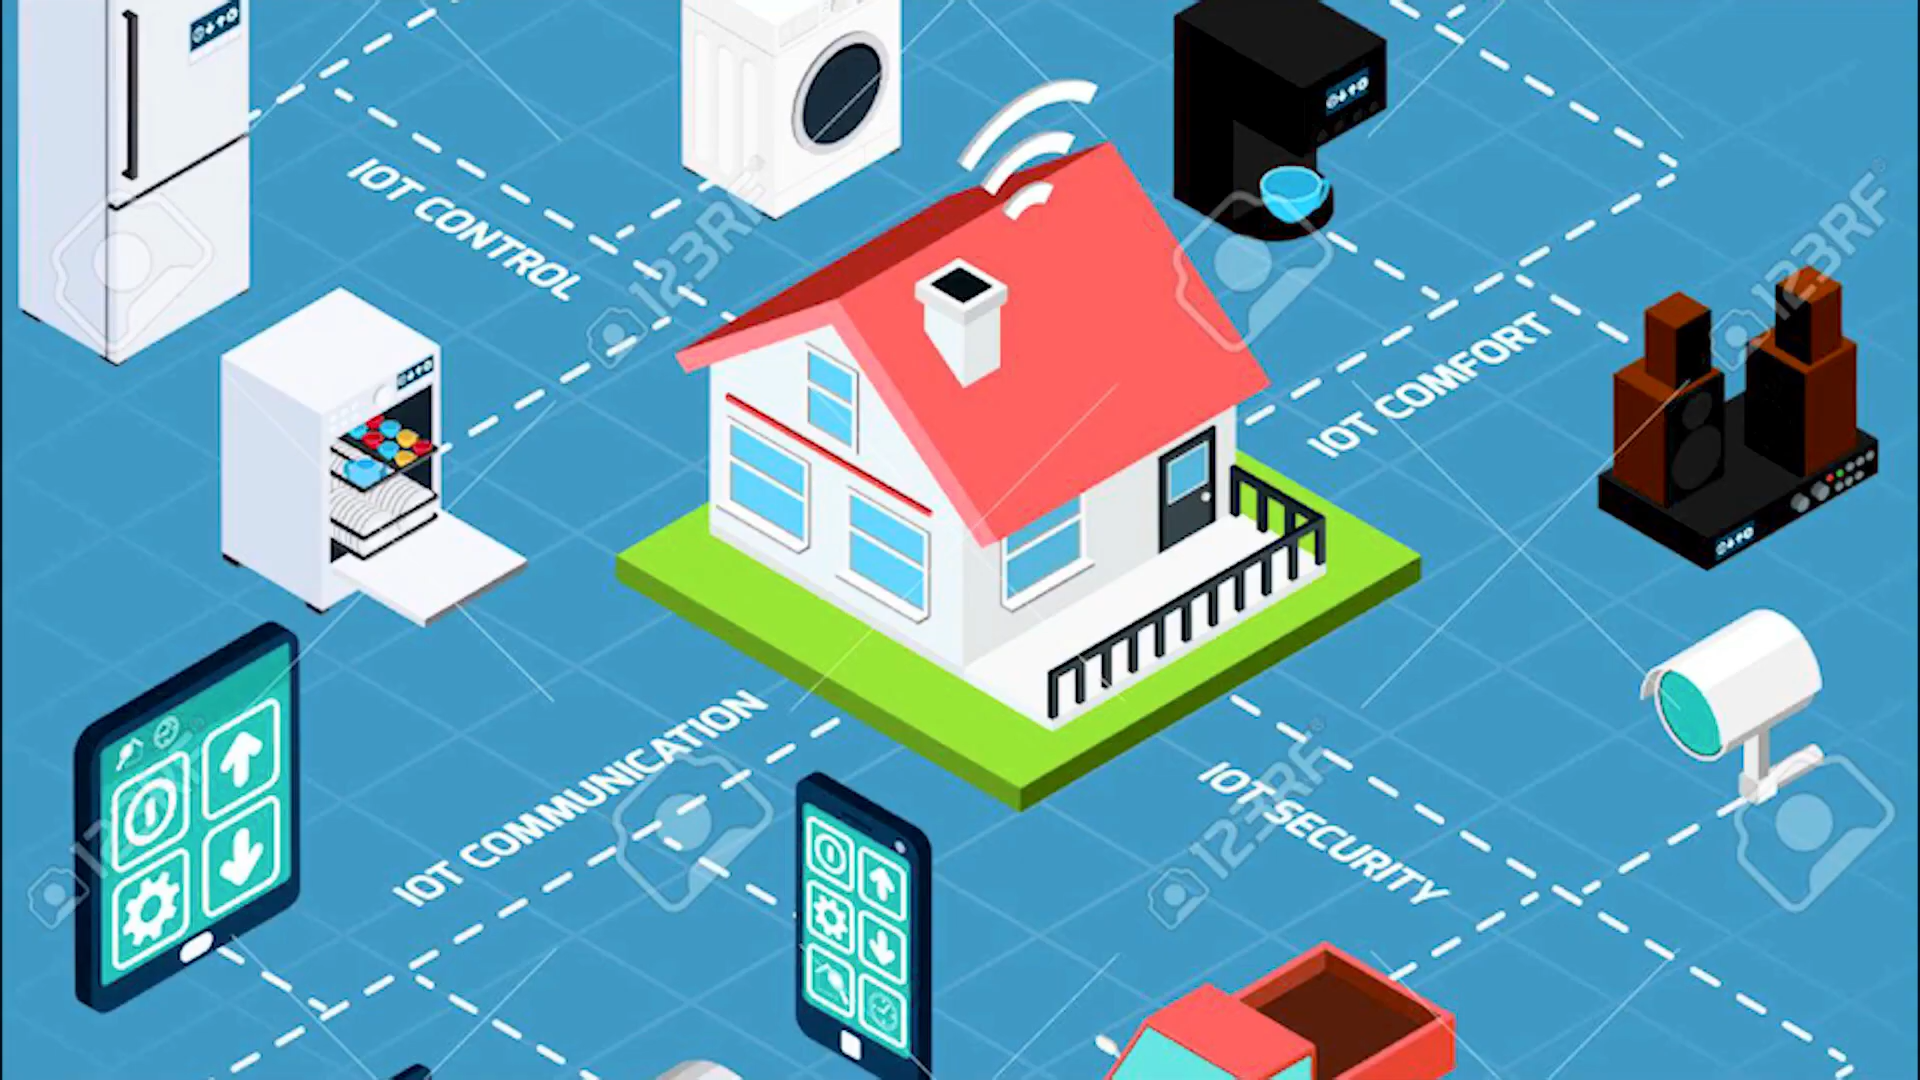 IOT CONTROL
123RF
123RF
IOT COMFORT
IOT COMMUNICATION
123RF
IOT SECURITY
123RF